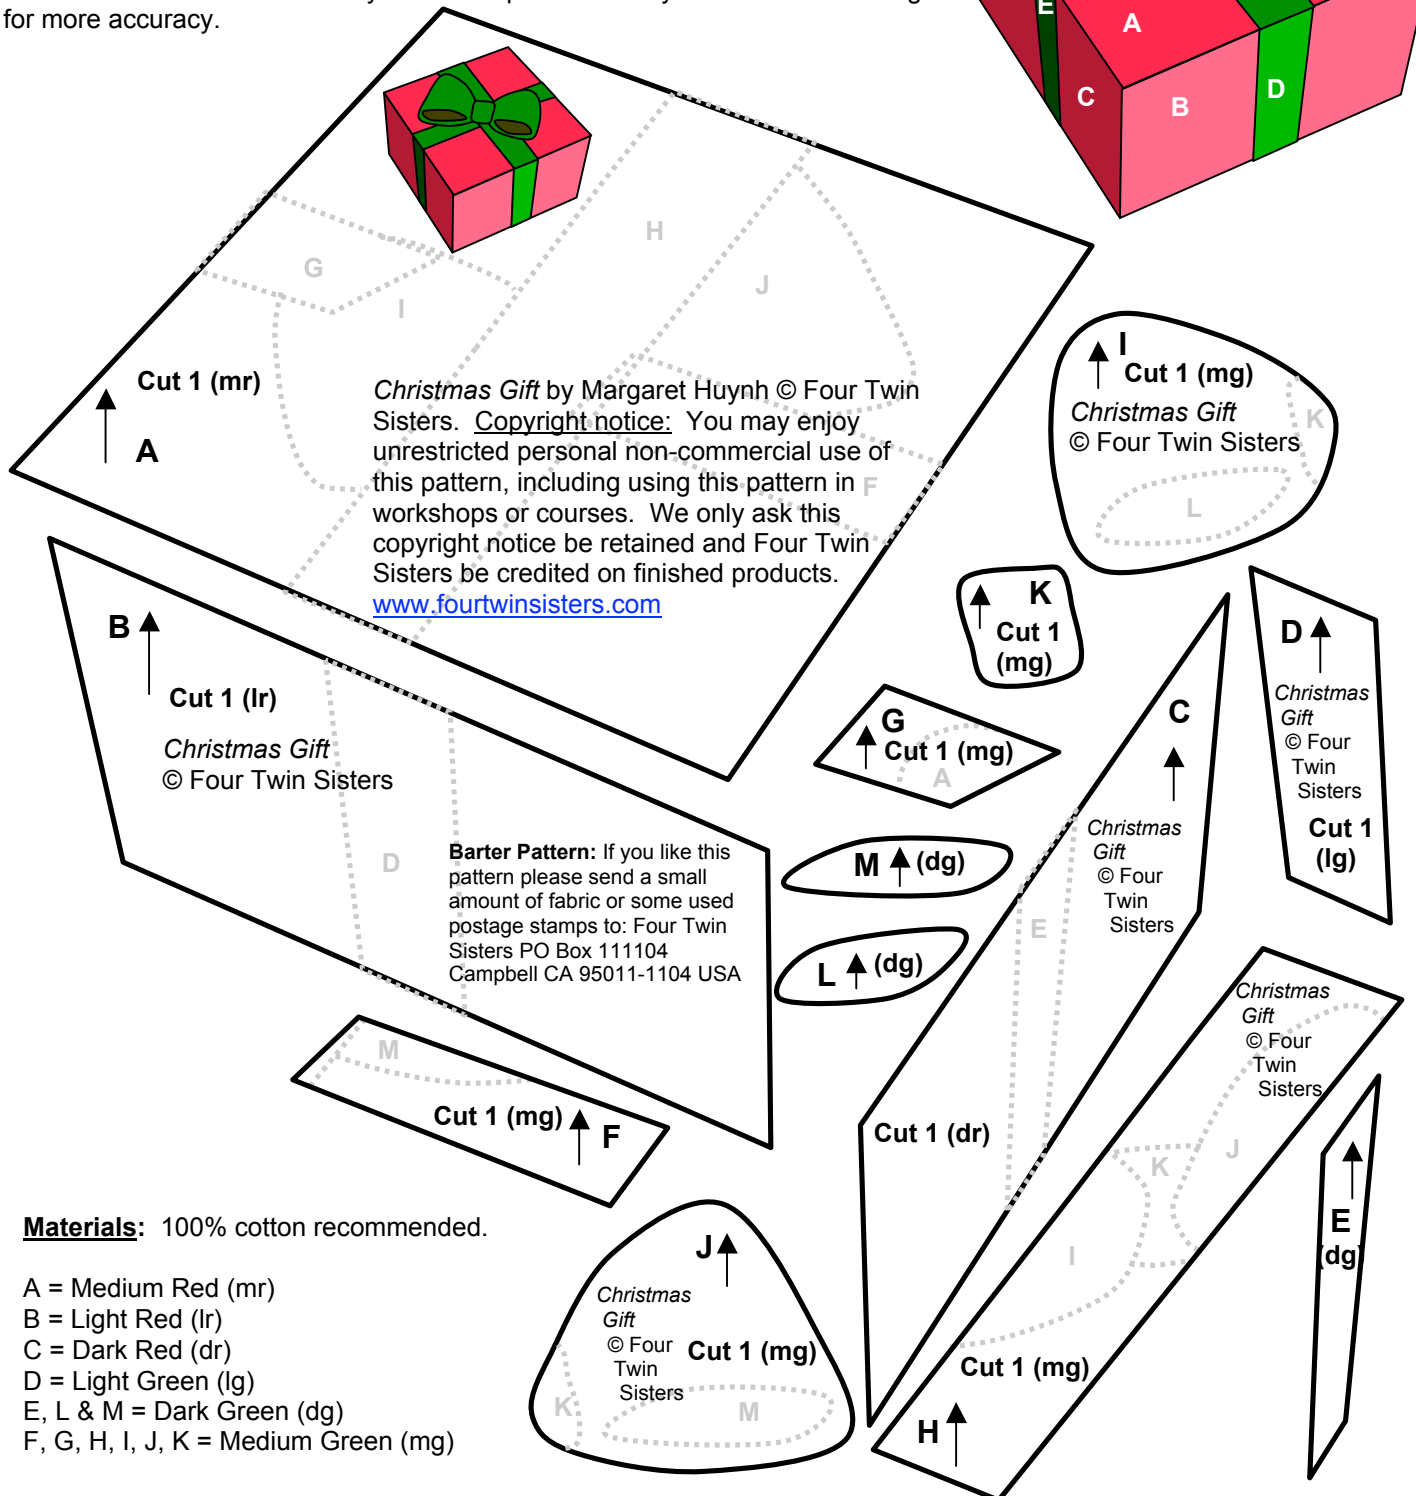 for more accuracy.
E
A
C
B
D
H
G
J
I
Cut 1 (mr)
A
Christmas Gift by Margaret Huynh © Four Twin
Sisters. Copyright notice: You may enjoy
unrestricted personal non-commercial use of
this pattern, including using this pattern in
workshops or courses. We only ask this
copyright notice be retained and Four Twin
Sisters be credited on finished products.
www.fourtwinsisters.com
F
I
Cut 1 (mg)
Christmas Gift
© Four Twin Sisters
K
L
B
Cut 1 (lr)
Christmas Gift
© Four Twin Sisters
D
Barter Pattern: If you like this
pattern please send a small
amount of fabric or some used
postage stamps to: Four Twin
Sisters PO Box 111104
Campbell CA 95011-1104 USA
K
Cut 1
(mg)
G
Cut 1 (mg)
A
M (dg)
L (dg)
C
Christmas
Gift
© Four
Twin
Sisters
E
Cut 1 (dr)
D
Christmas
Gift
© Four
Twin
Sisters
Cut 1
(lg)
M
Cut 1 (mg)
F
Christmas
Gift
© Four
Twin
Sisters
J
K
I
Cut 1 (mg)
H
E
(dg)
J
Christmas
Gift
© Four
Twin
Sisters
Cut 1 (mg)
K
M
Materials: 100% cotton recommended.
A = Medium Red (mr)
B = Light Red (lr)
C = Dark Red (dr)
D = Light Green (lg)
E, L & M = Dark Green (dg)
F, G, H, I, J, K = Medium Green (mg)